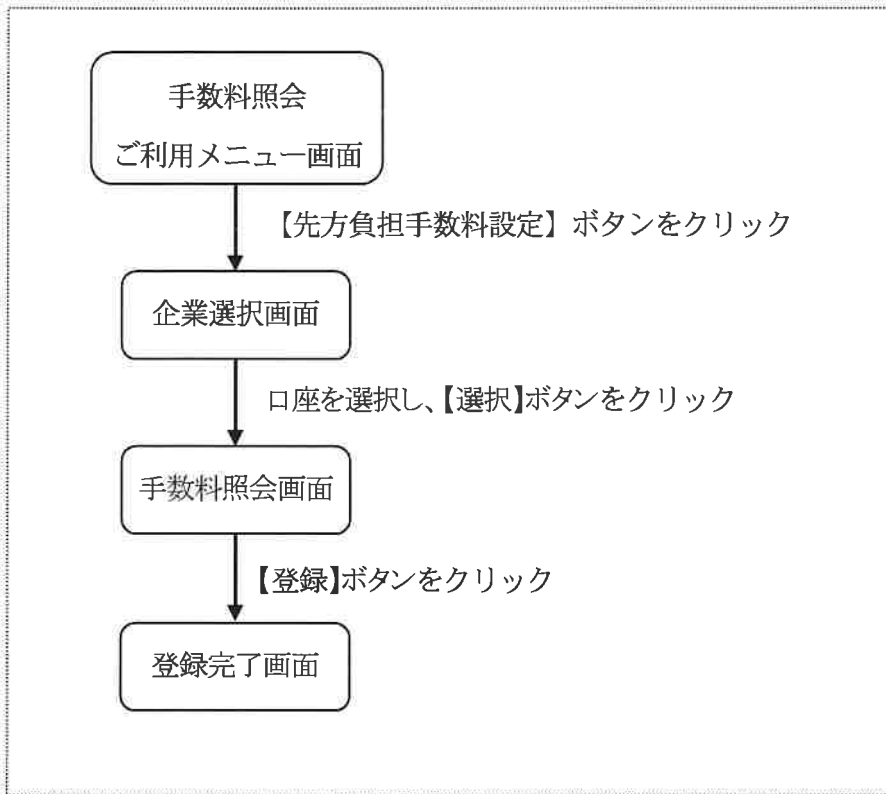 手数料照会
ご利用メニュー画面
【先方負担手数料設定】ボタンをクリック
企業選択画面
口座を選択し、【選択】ボタンをクリック
手数料照会画面
【登録】ボタンをクリック
登録完了画面